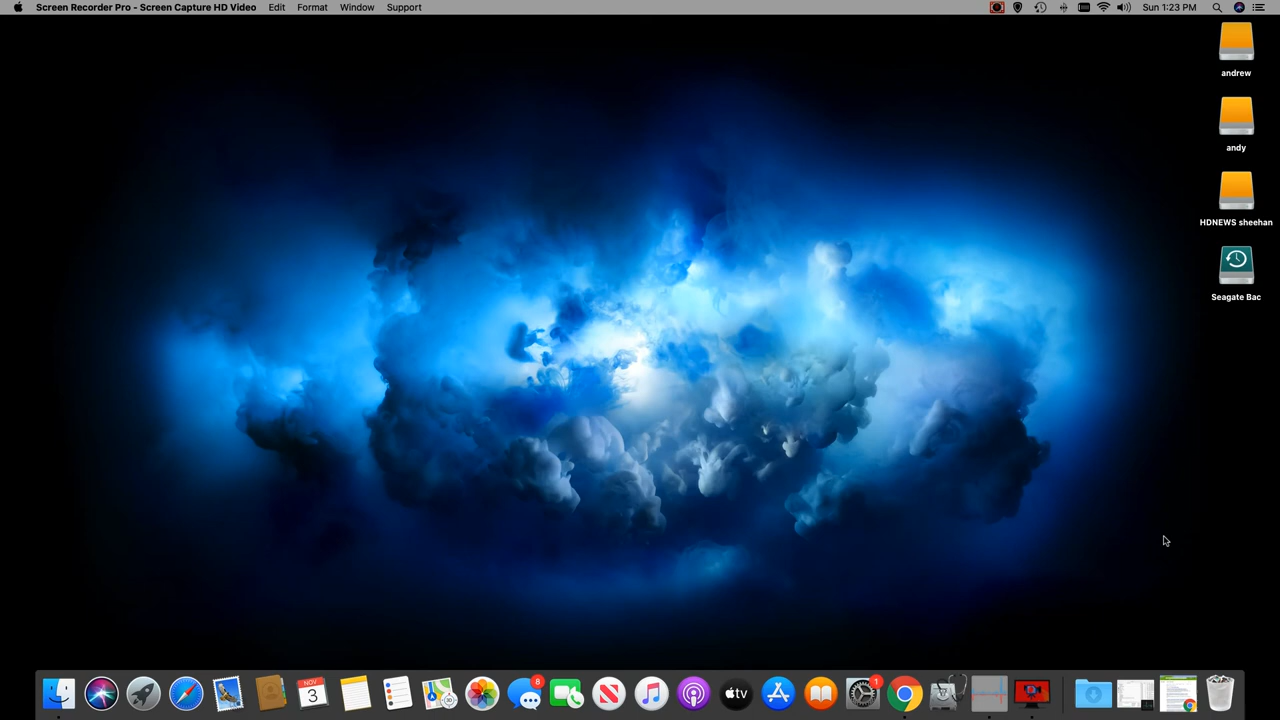 Screen Recorder Pro - Screen Capture HD Video Edit Format Window Support Sun 1:23 PM
andrew
andy
HDNEWS sheehan
Seagate Bac
8
NOV
3
tv
1